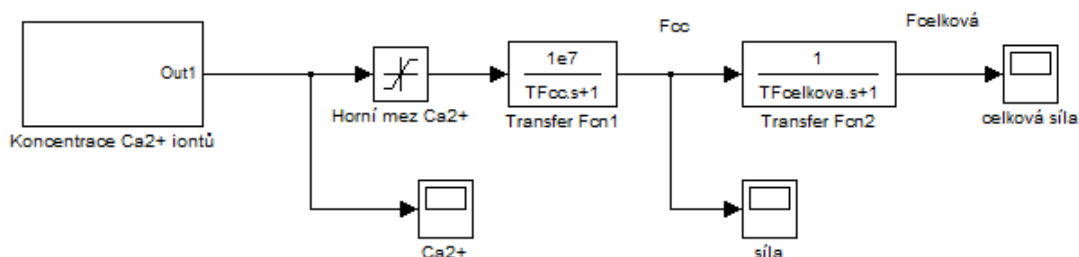 Fcc
Fcelková
Out1
1e7
TFcc.s+1
1
TFcelkova.s+1
Koncentrace Ca2+ iontů
Horní mez Ca2+
Transfer Fcn1
Transfer Fcn2
celková síla
Ca2+
síla